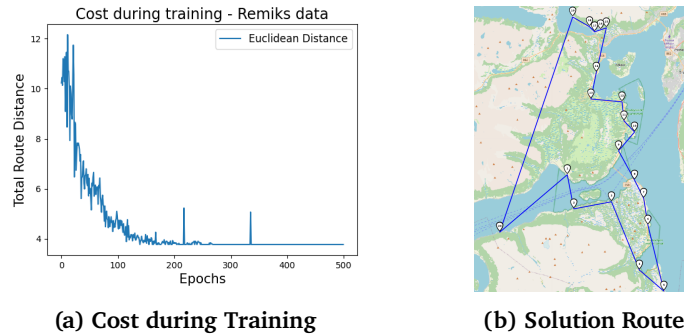 Cost during training - Remiks data
Euclidean Distance
Total Route Distance
12
10
8
6
4
0
100
200
300
400
500
Epochs
(a) Cost during Training
(b) Solution Route